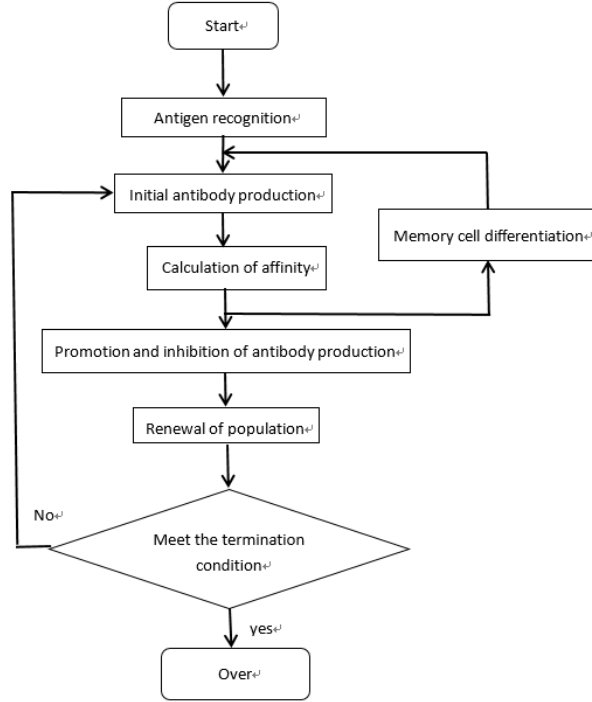 Start↵
Antigen recognition↵
Initial antibody production↵
Memory cell differentiation↵
Calculation of affinity↵
Promotion and inhibition of antibody production↵
Renewal of population↵
No↵
Meet the termination
condition↵
yes↵
Over↵